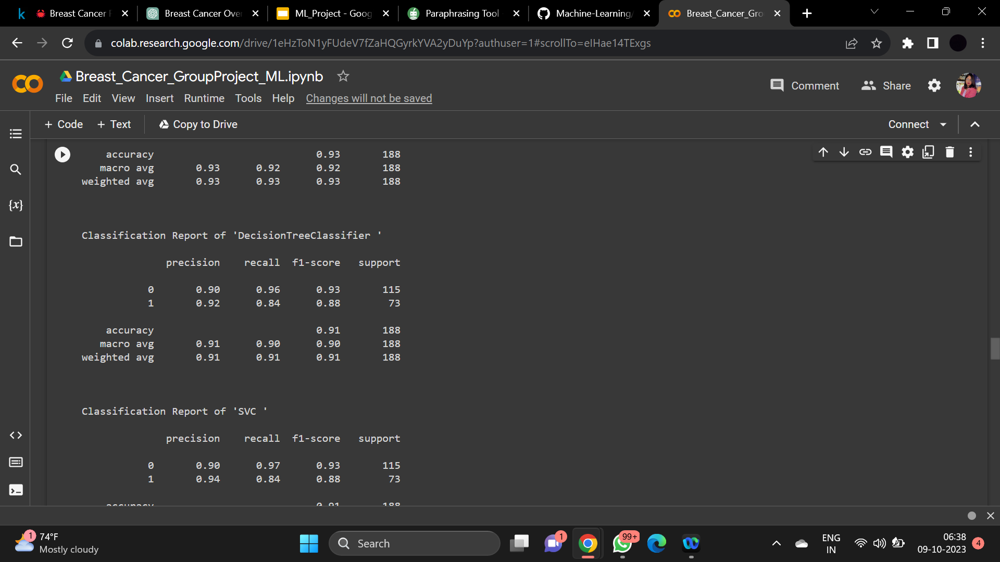 Breast Cancer F
Breast Cancer Over
ML_Project - Goog
Paraphrasing Tool
Machine-Learning/
Breast_Cancer_Gro
colab.research.google.com/drive/1eHzToN1yFUdeV7fZaHQGyrkYVA2yDuYp?authuser=1#scrollTo=eIHae14TExgs
Breast_Cancer_GroupProject_ML.ipynb
Comment Share
File Edit View Insert Runtime Tools Help Changes will not be saved
+ Code + Text Copy to Drive Connect
accuracy 0.93 188
macro avg 0.93 0.92 0.92 188
weighted avg 0.93 0.93 0.93 188
{x}
Classification Report of 'DecisionTreeClassifier '
precision recall f1-score support
0 0.90 0.96 0.93 115
1 0.92 0.84 0.88 73
accuracy 0.91 188
macro avg 0.91 0.90 0.90 188
weighted avg 0.91 0.91 0.91 188
Classification Report of 'SVC '
precision recall f1-score support
0 0.90 0.97 0.93 115
1 0.94 0.84 0.88 73
accuracy 0.91 188
1
74°F
Mostly cloudy
Search
1
99+
ENG
IN
06:38
09-10-2023
4